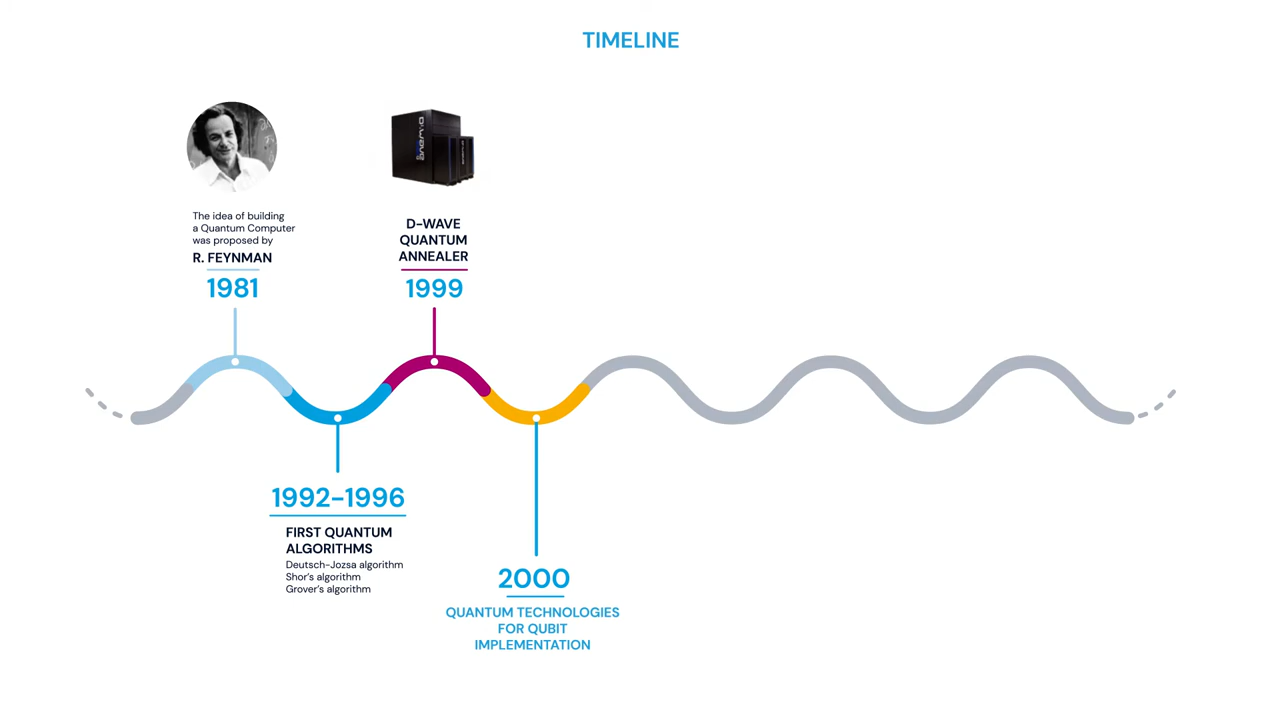 TIMELINE
The idea of building
a Quantum Computer
was proposed by
R. FEYNMAN
1981
D-WAVE
QUANTUM
ANNEALER
1999
1992-1996
FIRST QUANTUM
ALGORITHMS
Deutsch-Jozsa algorithm
Shor's algorithm
Grover's algorithm
2000
QUANTUM TECHNOLOGIES
FOR QUBIT
IMPLEMENTATION